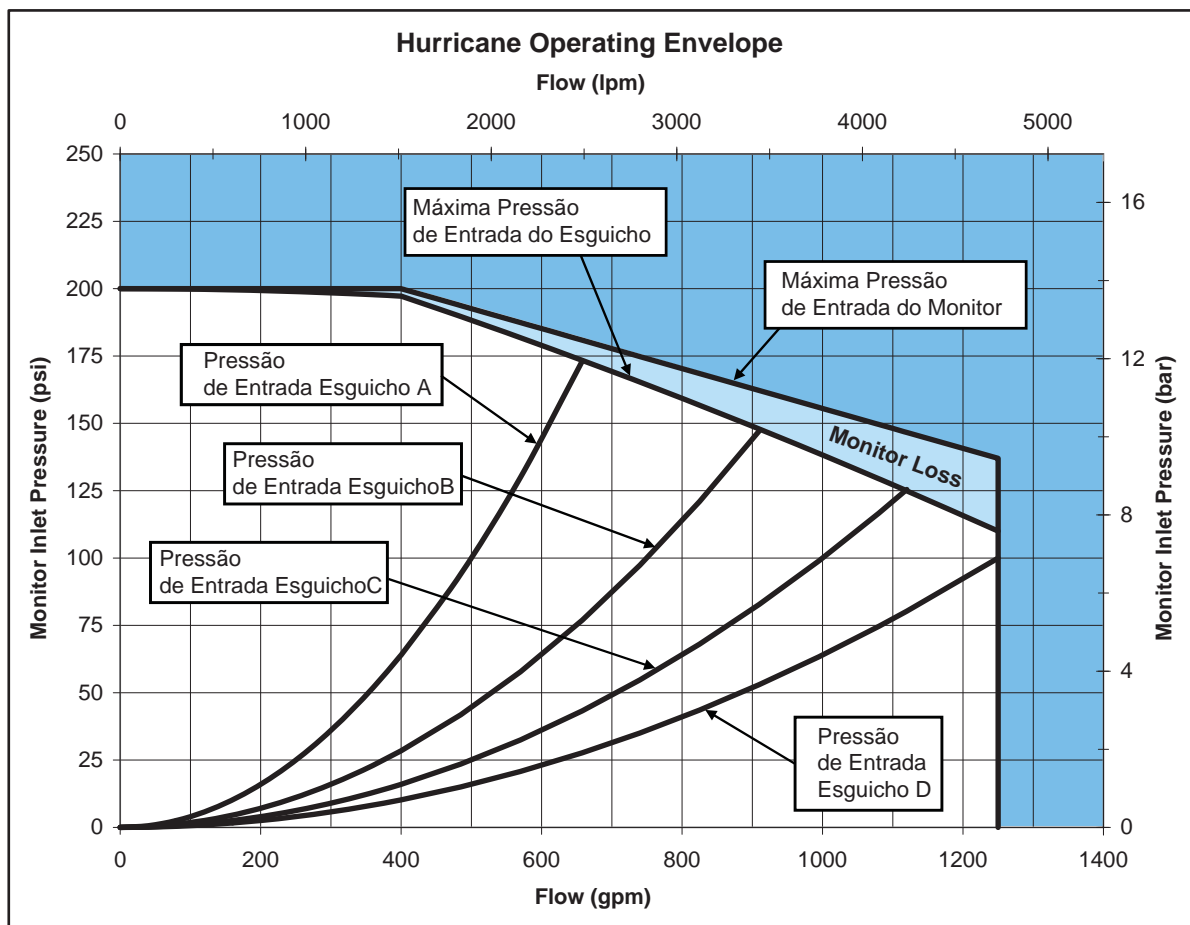 Hurricane Operating Envelope
Flow (lpm)
0 1000 2000 3000 4000 5000
250
225
200
175
150
125
100
75
50
25
0
Monitor Inlet Pressure (psi)
Máxima Pressão
de Entrada do Esguicho
Máxima Pressão
de Entrada do Monitor
Pressão
de Entrada Esguicho A
Pressão
de Entrada EsguichoB
Pressão
de Entrada EsguichoC
Monitor Loss
Pressão
de Entrada
Esguicho D
16
12
8
4
0
Monitor Inlet Pressure (bar)
0 200 400 600 800 1000 1200 1400
Flow (gpm)